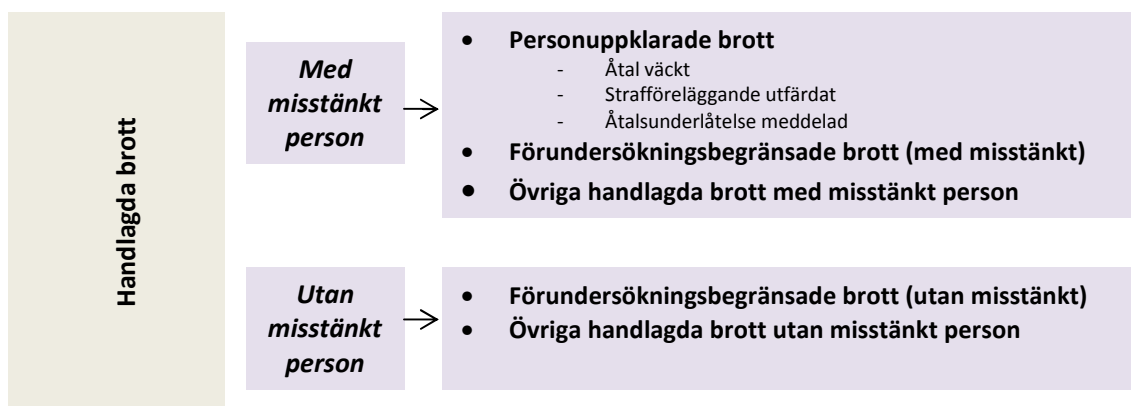 Handlagda brott
Med
misstänkt
person
• Personuppklarade brott
- Åtal väckt
- Strafföreläggande utfärdat
- Åtalsunderlåtelse meddelad
• Förundersökningsbegränsade brott (med misstänkt)
• Övriga handlagda brott med misstänkt person
Utan
misstänkt
person
• Förundersökningsbegränsade brott (utan misstänkt)
• Övriga handlagda brott utan misstänkt person